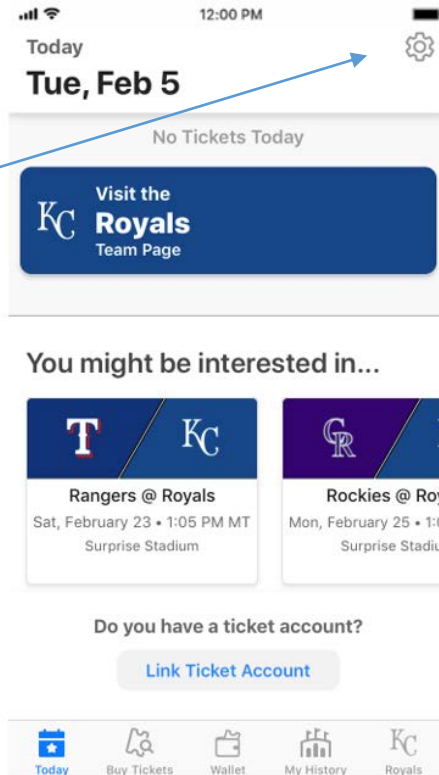 12:00 PM
Today
Tue, Feb 5
No Tickets Today
KC
Visit the
Royals
Team Page
You might be interested in...
T KC
CR
Rangers @ Royals
Sat, February 23 • 1:05 PM MT
Surprise Stadium
Rockies @ Roy
Mon, February 25 • 1:0
Surprise Stadiu
Do you have a ticket account?
Link Ticket Account
KC
Today Buy Tickets Wallet My History Royals